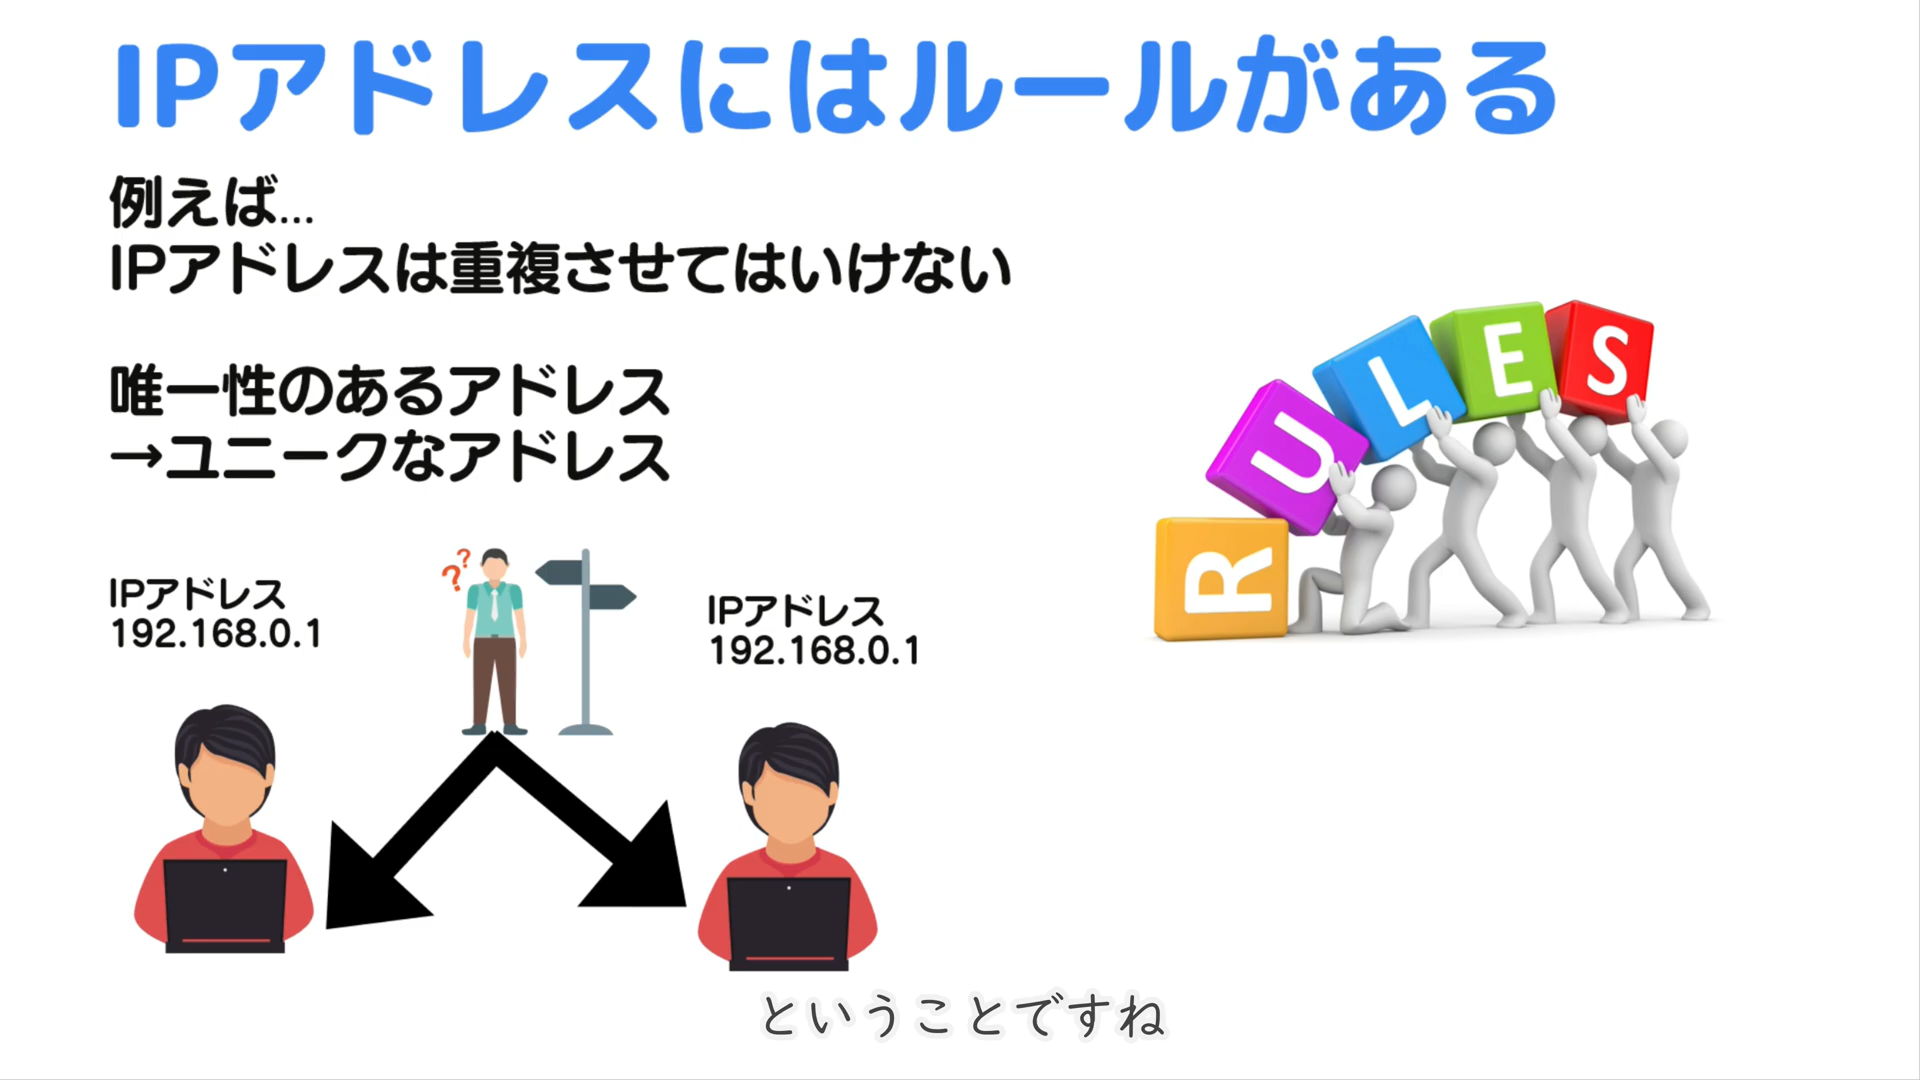 IPアドレスにはルールがある
例えば...
IPアドレスは重複させてはいけない
唯一性のあるアドレス
→ユニークなアドレス
IPアドレス
192.168.0.1
? ?
IPアドレス
192.168.0.1
RULES
ということですね